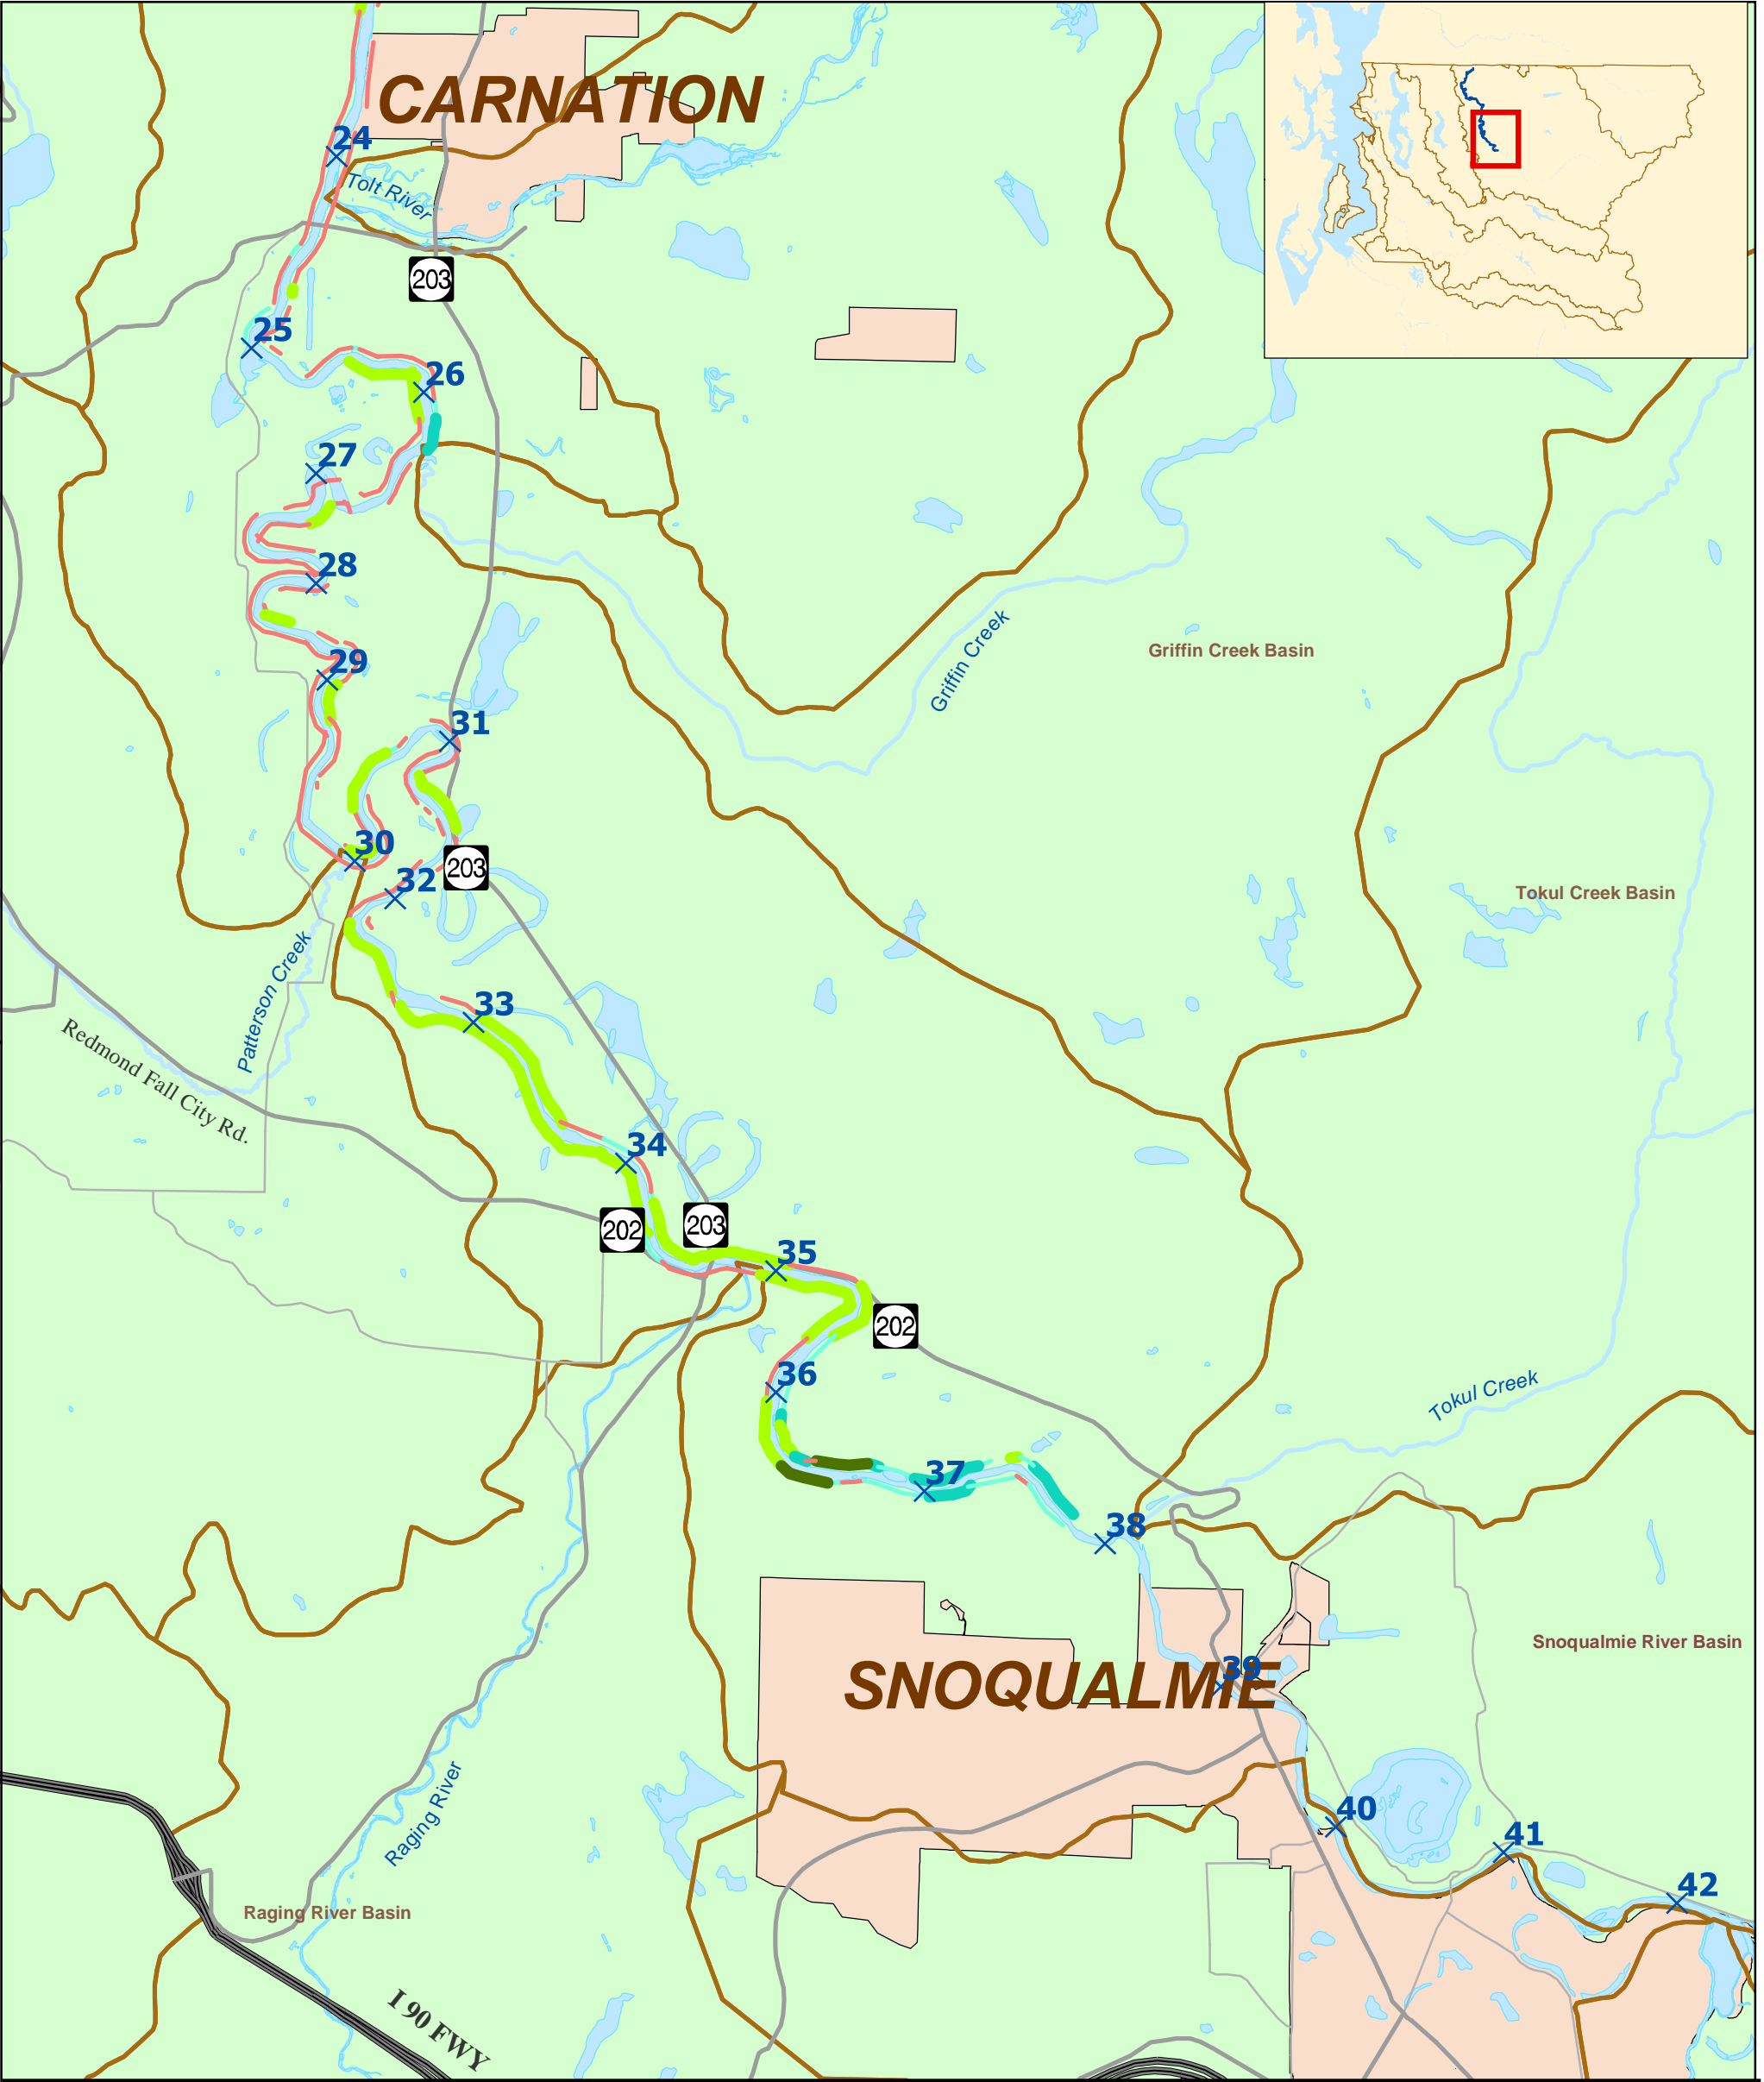 CARNATION
24
Tolt River
203
25
26
27
28
Griffin Creek
Griffin Creek Basin
29
31
30
203
32
Tokul Creek Basin
Patterson Creek
33
Redmond Fall City Rd.
34
202
203
35
202
36
Tokul Creek
37
38
Snoqualmie River Basin
SNOQUALMIE
39
40
Raging River
41
42
Raging River Basin
I 90 FWY